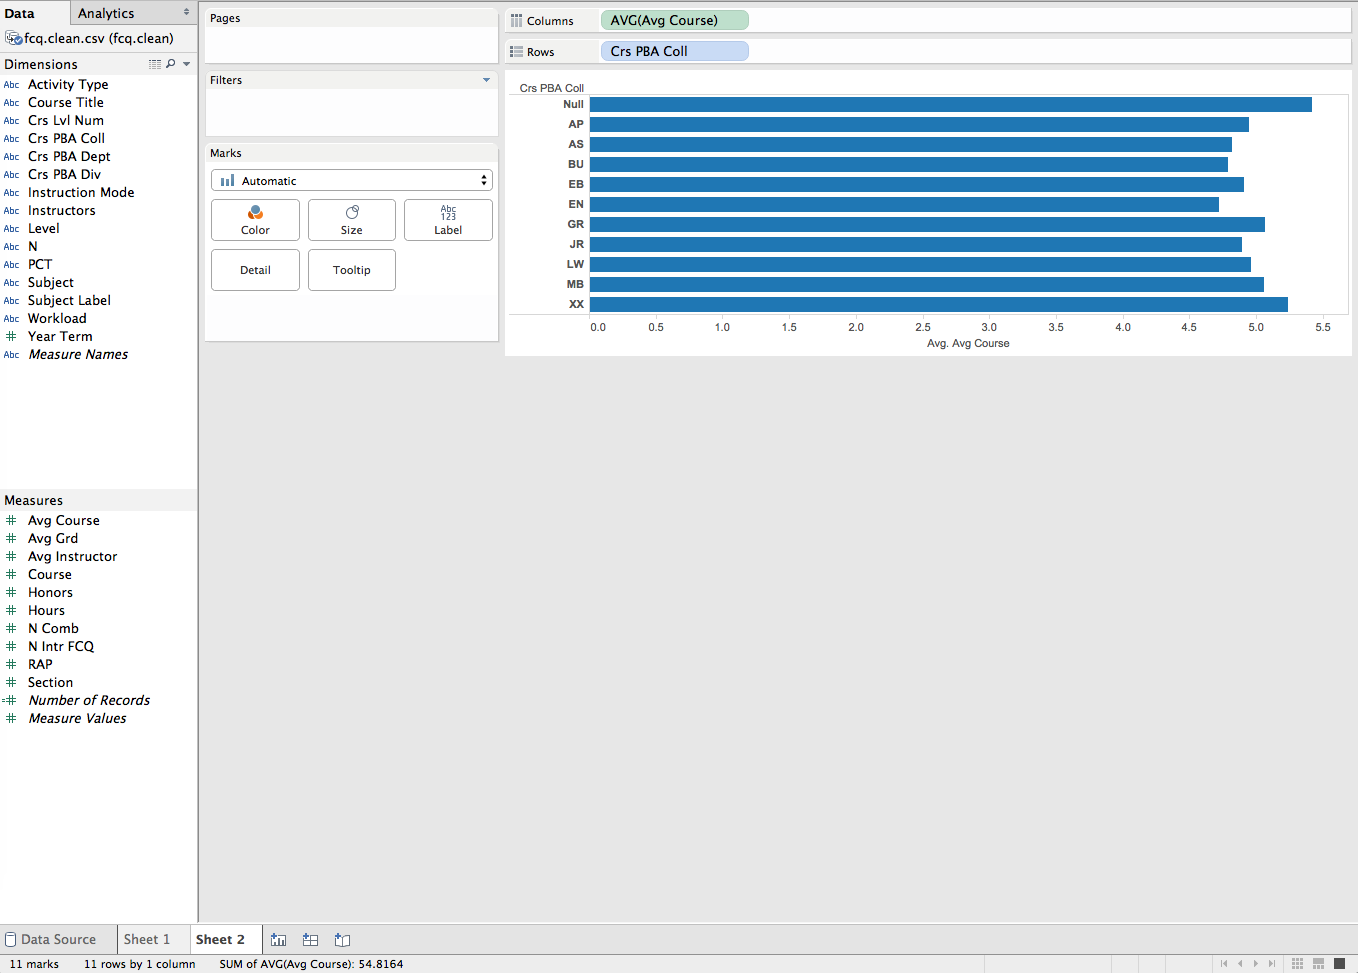 Data
Analytics
fcq.clean.csv (fcq.clean)
Dimensions
Abc Activity Type
Abc Course Title
Abc Crs Lvl Num
Abc Crs PBA Coll
Abc Crs PBA Dept
Abc Crs PBA Div
Abc Instruction Mode
Abc Instructors
Abc Level
Abc N
Abc PCT
Abc Subject
Abc Subject Label
Abc Workload
# Year Term
Abc Measure Names
Measures
# Avg Course
# Avg Grd
# Avg Instructor
# Course
# Honors
# Hours
# N Comb
# N Intr FCQ
# RAP
# Section
=# Number of Records
# Measure Values
Pages
Filters
Marks
Automatic
Color
Size
Abc
123
Label
Detail
Tooltip
Columns
AVG(Avg Course)
Rows
Crs PBA Coll
Crs PBA Coll
Null
AP
AS
BU
EB
EN
GR
JR
LW
MB
XX
0.0 0.5 1.0 1.5 2.0 2.5 3.0 3.5 4.0 4.5 5.0 5.5
Avg. Avg Course
Data Source
Sheet 1
Sheet 2
11 marks
11 rows by 1 column
SUM of AVG(Avg Course): 54.8164